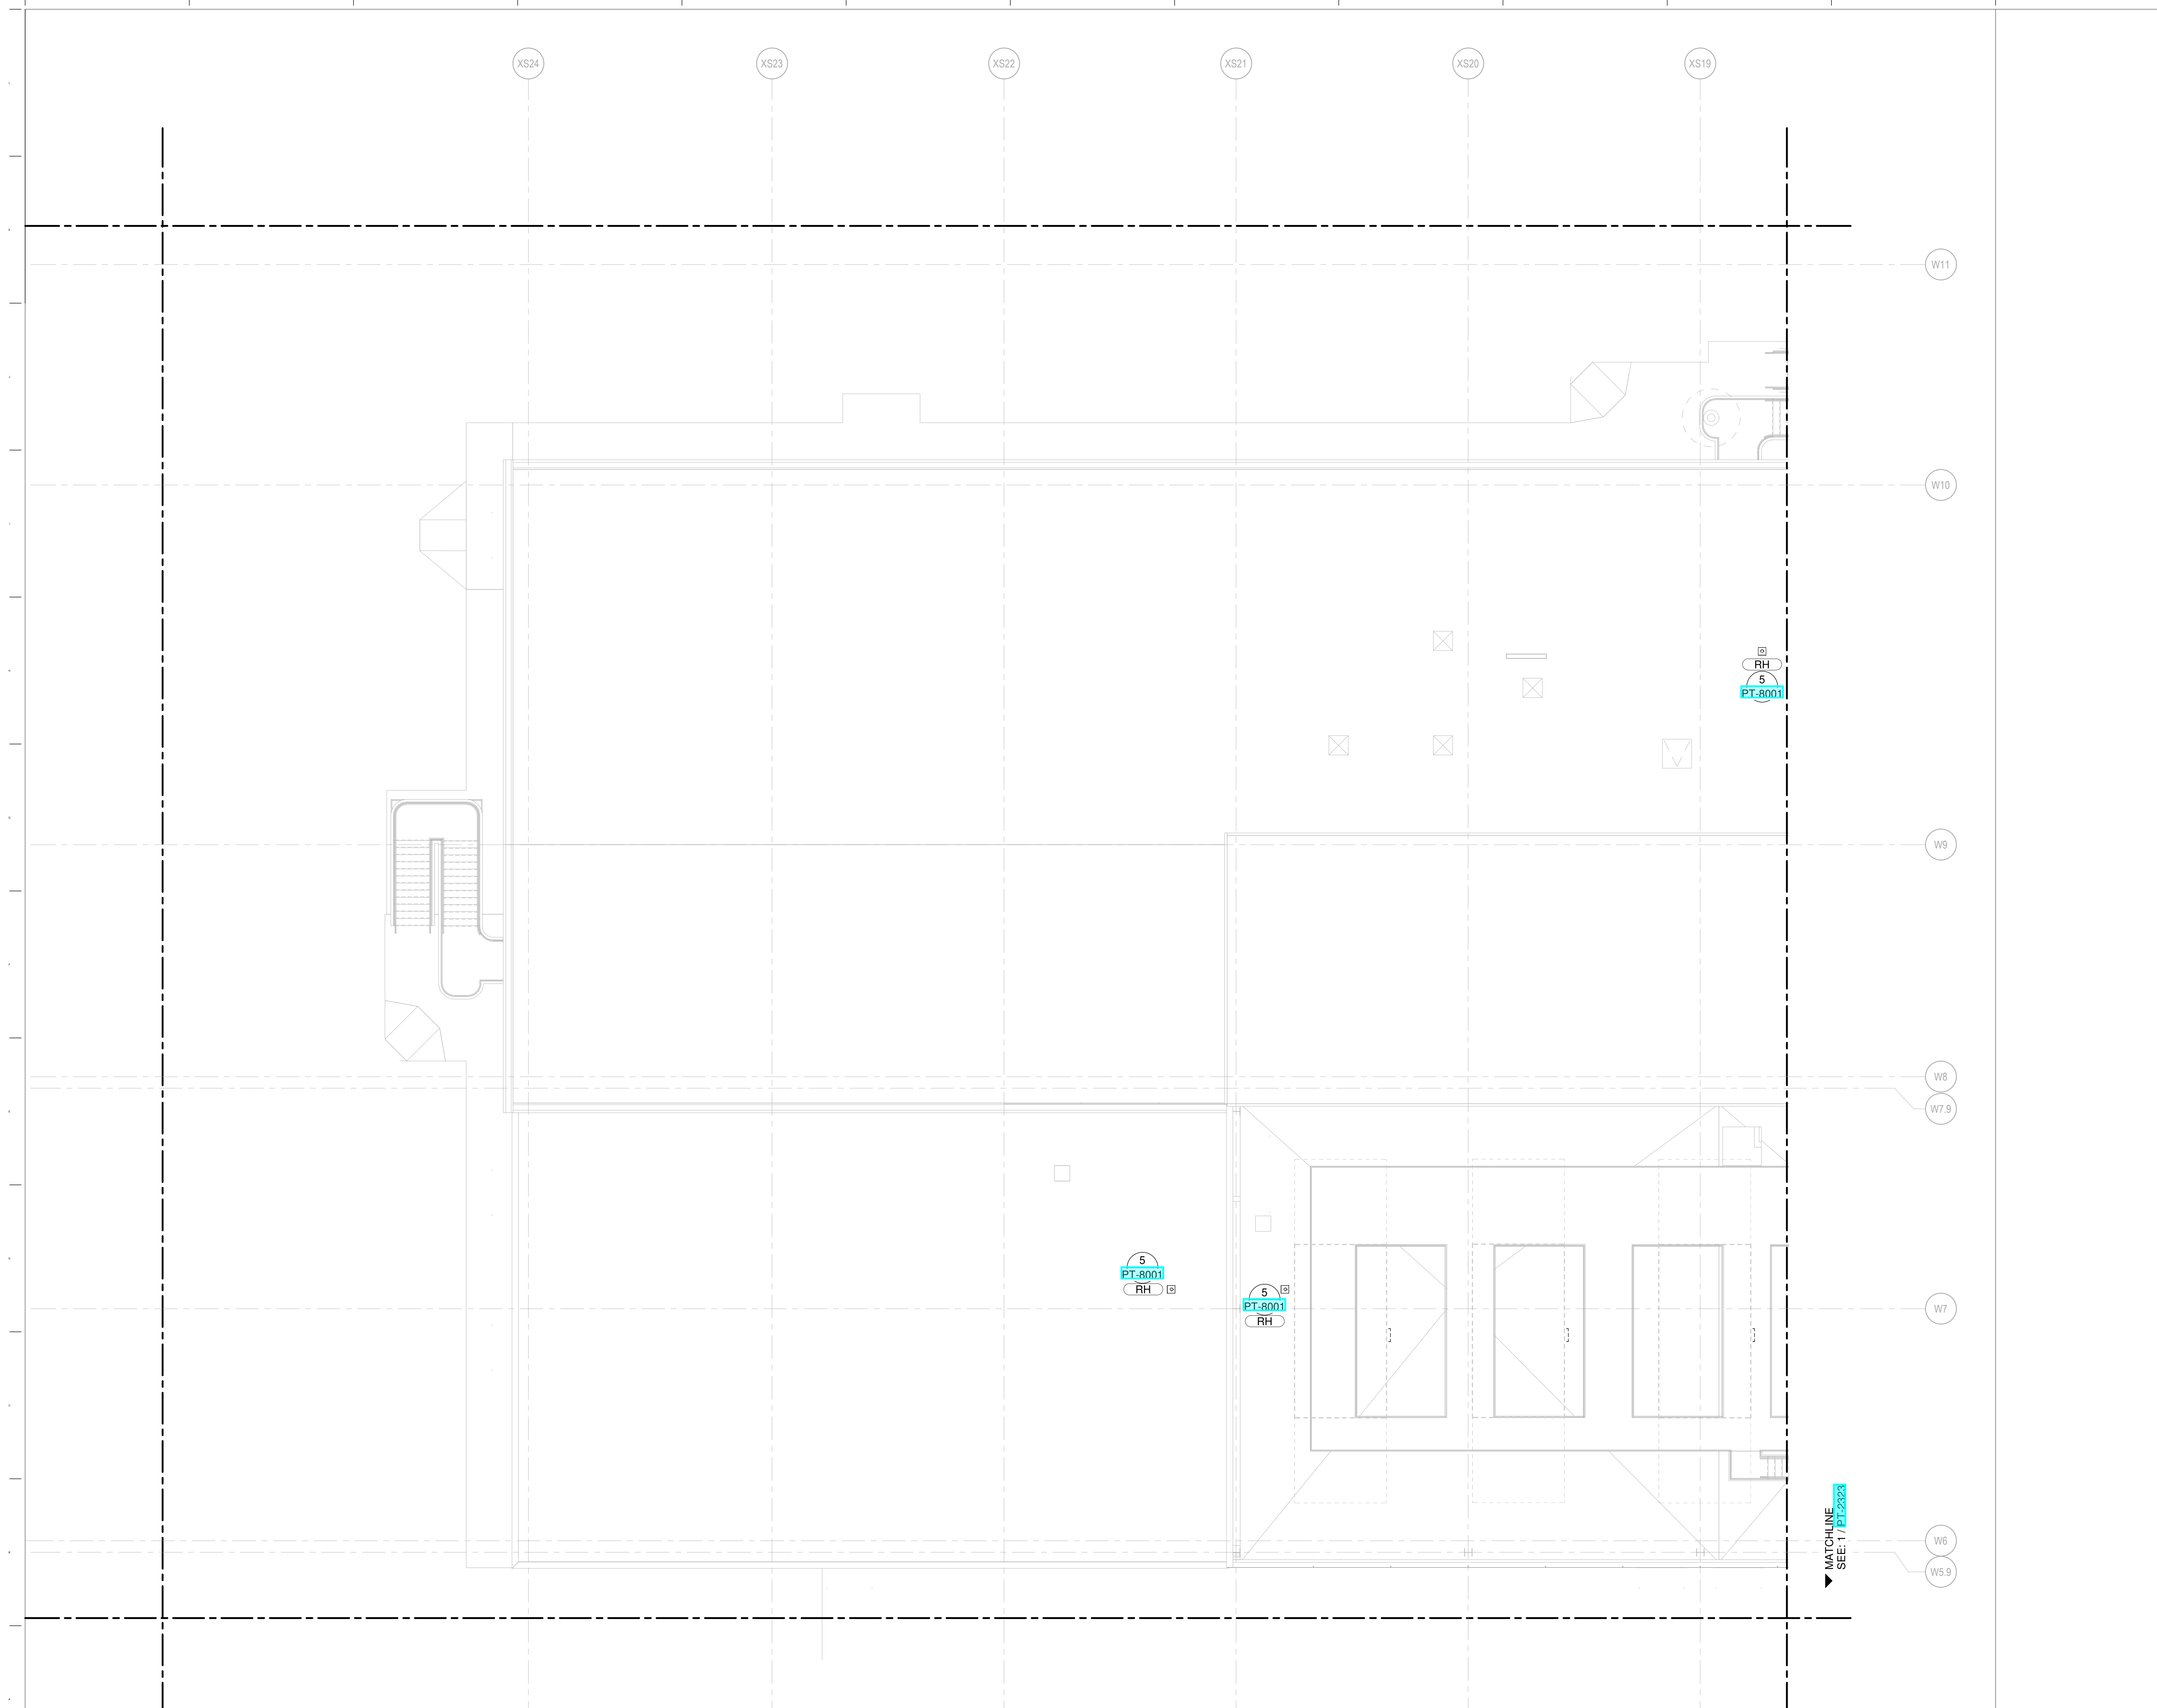 XS24 XS23 XS22 XS21 XS20 XS19
W11
W10
RH
5
PT-8001
W9
W8
W7.9
5
PT-8001
RH
5
PT-8001
RH
W7
MATCHLINE
SEE: 1 / PT-2323
W6
W5.9